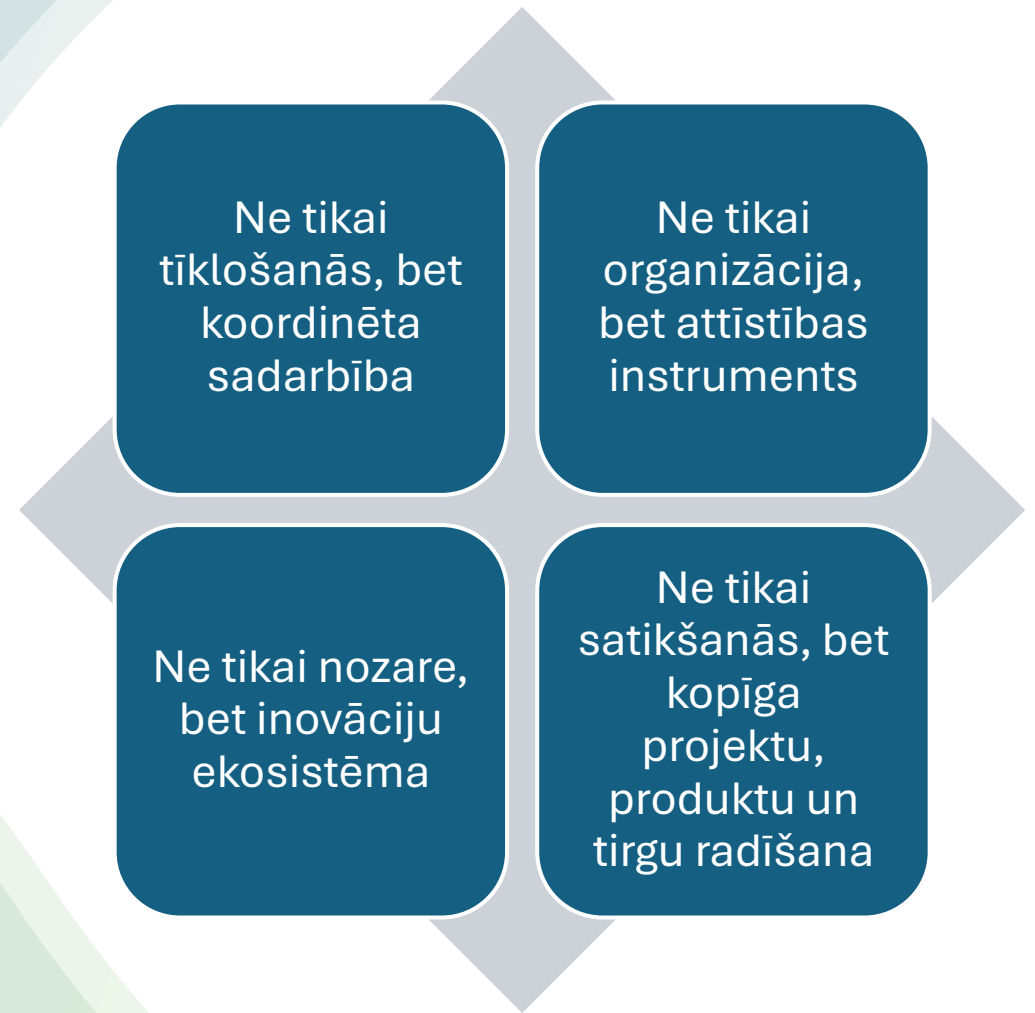 Ne tikai
tīklošanās, bet
koordinēta
sadarbība
Ne tikai
organizācija,
bet attīstības
instruments
Ne tikai nozare,
bet inovāciju
ekosistēma
Ne tikai
satikšanās, bet
kopīga
projektu,
produktu un
tirgu radīšana